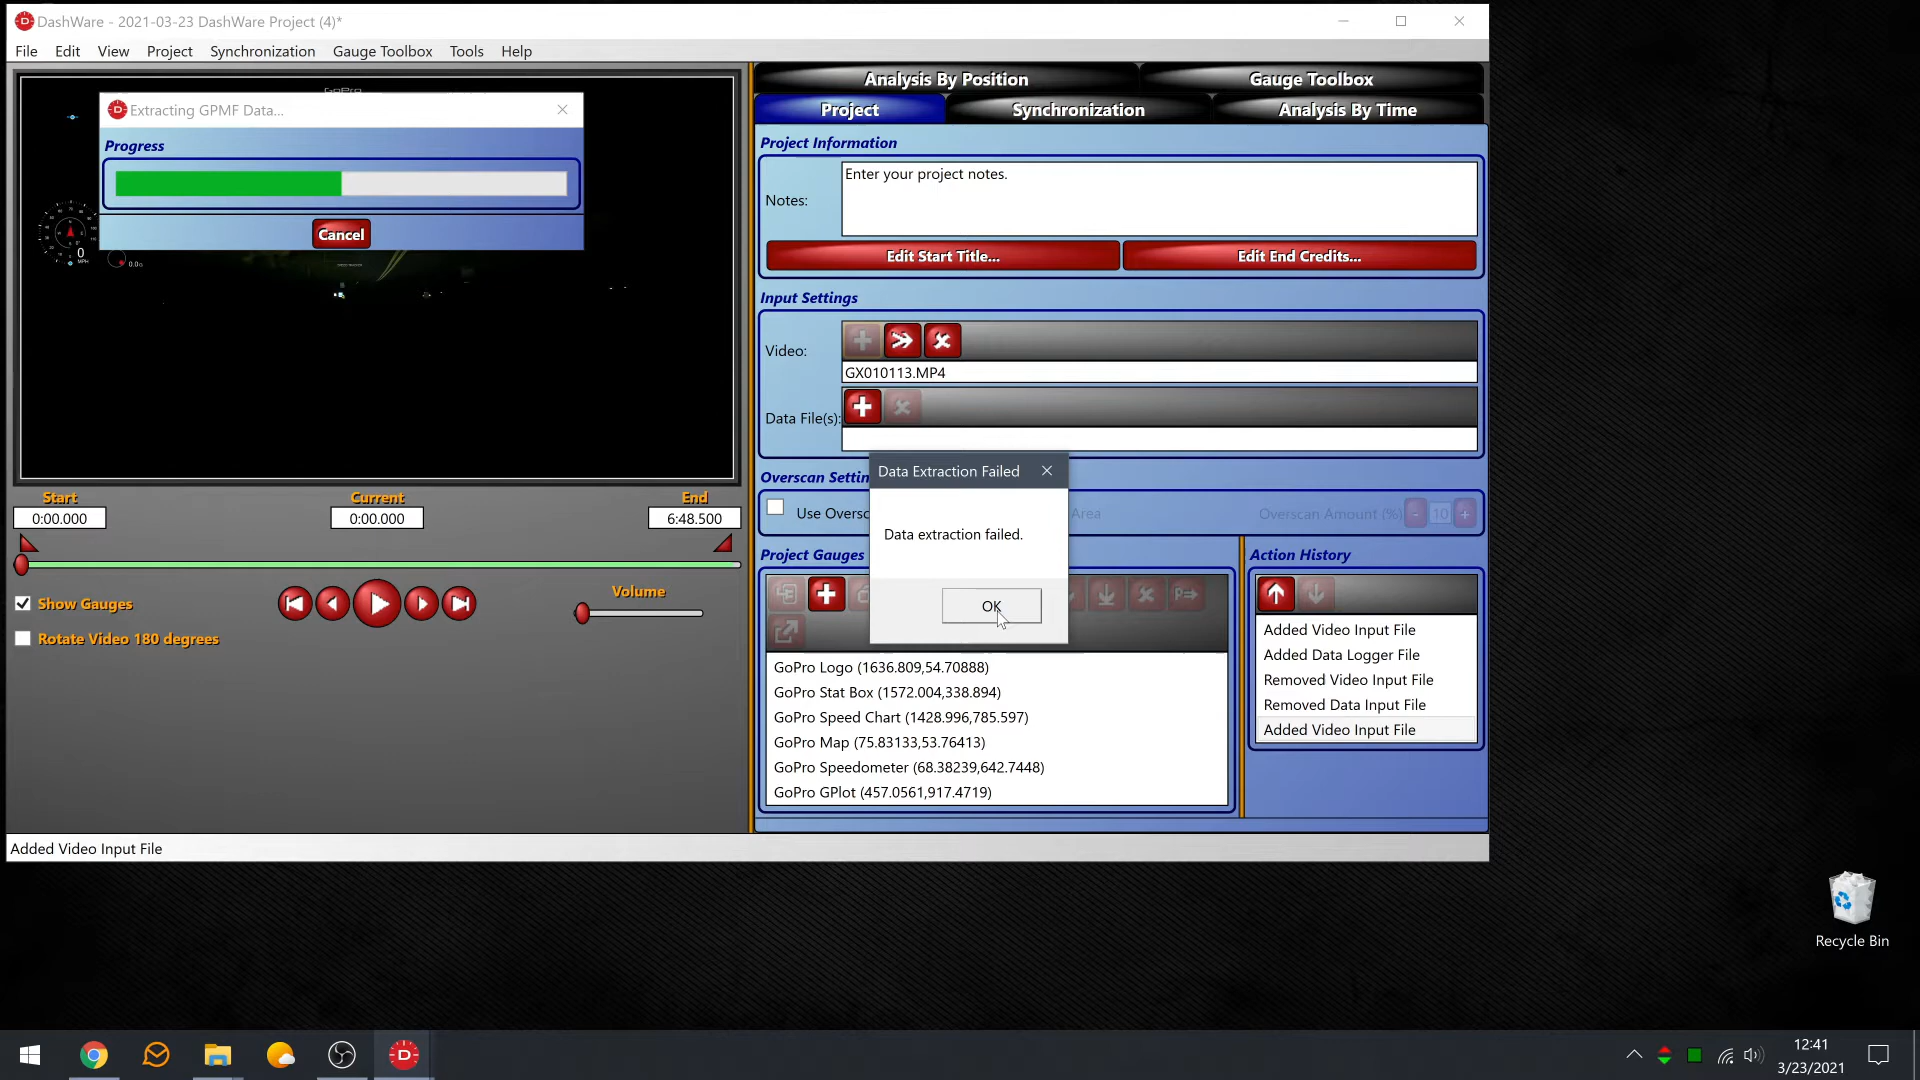 DashWare - 2021-03-23 DashWare Project (4)*
File Edit View Project Synchronization Gauge Toolbox Tools Help
Extracting GPMF Data...
Progress
Cancel
0
MPH
0.0G
Start Current End
0:00.000 0:00.000 6:48.500
Show Gauges
Rotate Video 180 degrees
Volume
Analysis By Position Gauge Toolbox
Project Synchronization Analysis By Time
Project Information
Notes:
Enter your project notes.
Edit Start Title... Edit End Credits...
Input Settings
Video:
GX010113.MP4
Data File(s):
Overscan Settin
Use Oversc Area Overscan Amount (%) - 10 +
Data Extraction Failed
Data extraction failed.
OK
Project Gauges
GoPro Logo (1636.809,54.70888)
GoPro Stat Box (1572.004,338.894)
GoPro Speed Chart (1428.996,785.597)
GoPro Map (75.83133,53.76413)
GoPro Speedometer (68.38239,642.7448)
GoPro GPlot (457.0561,917.4719)
Action History
Added Video Input File
Added Data Logger File
Removed Video Input File
Removed Data Input File
Added Video Input File
Added Video Input File
Recycle Bin
12:41
3/23/2021